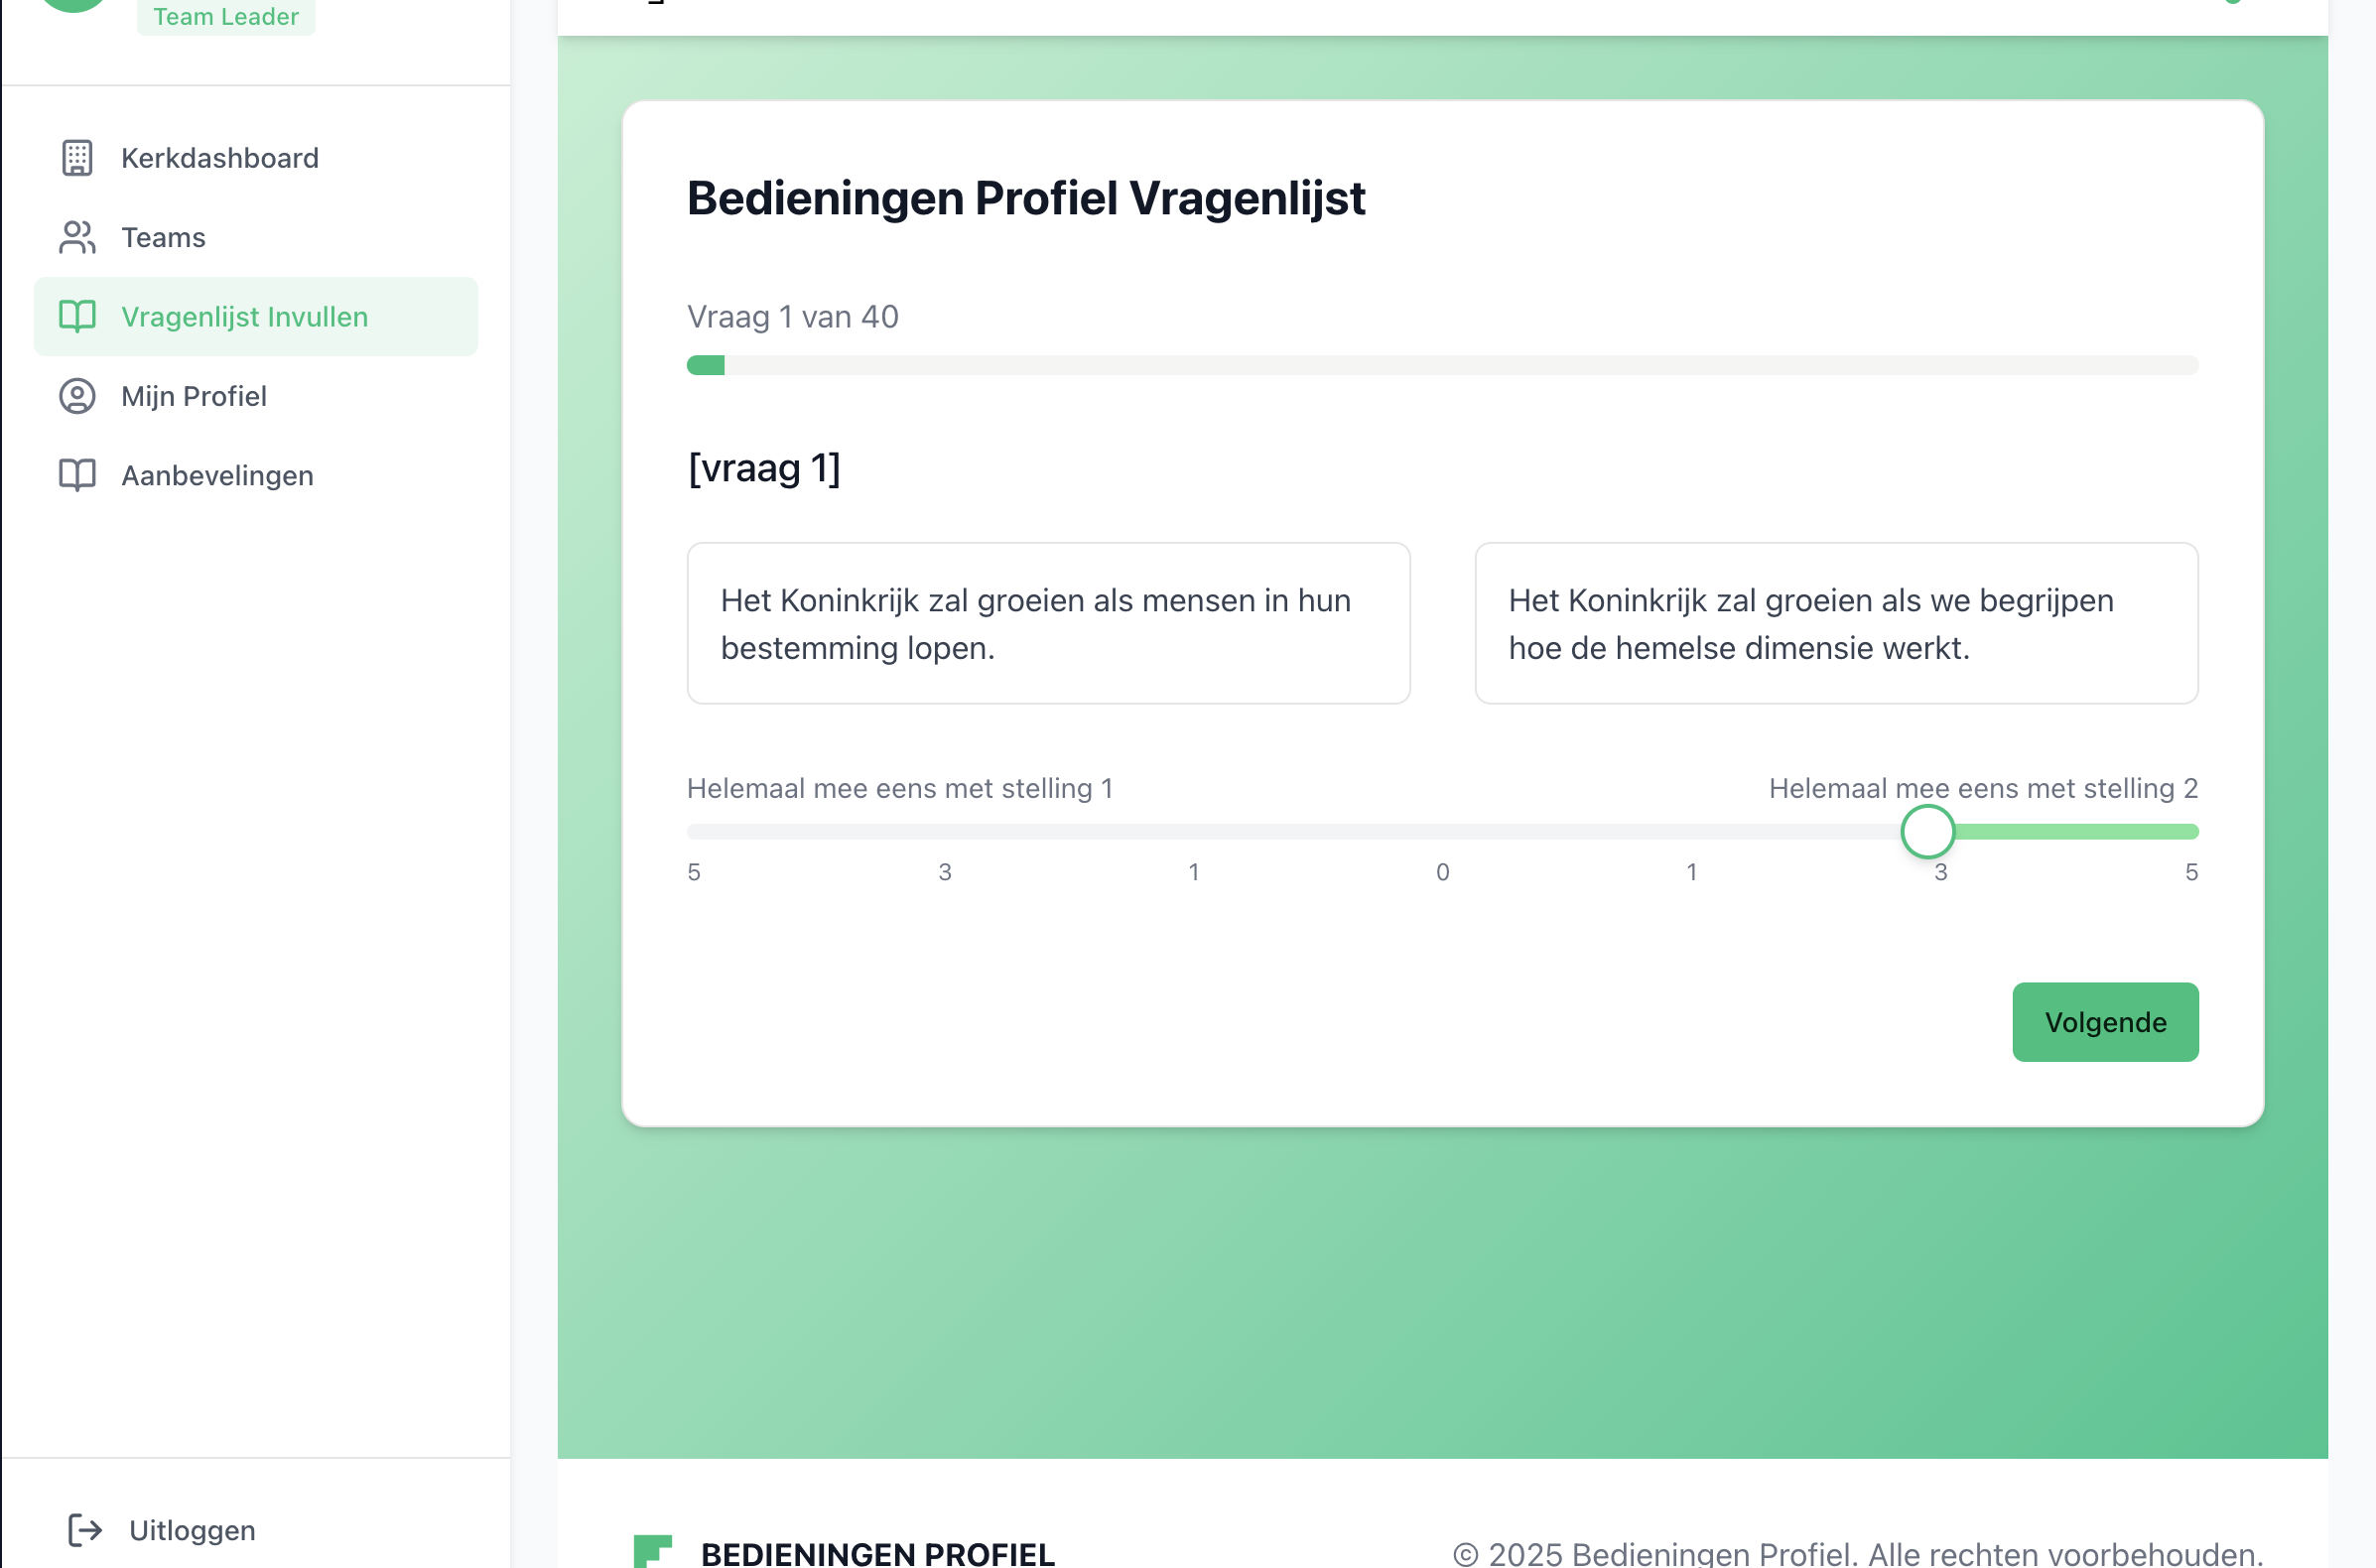 Team Leader
Kerkdashboard
Teams
Vragenlijst Invullen
Mijn Profiel
Aanbevelingen
Uitloggen
Bedieningen Profiel Vragenlijst
Vraag 1 van 40
[vraag 1]
Het Koninkrijk zal groeien als mensen in hun
bestemming lopen.
Het Koninkrijk zal groeien als we begrijpen
hoe de hemelse dimensie werkt.
Helemaal mee eens met stelling 1
Helemaal mee eens met stelling 2
5 3 1 0 1 3 5
Volgende
BEDIENINGEN PROFIEL
© 2025 Bedieningen Profiel. Alle rechten voorbehouden.